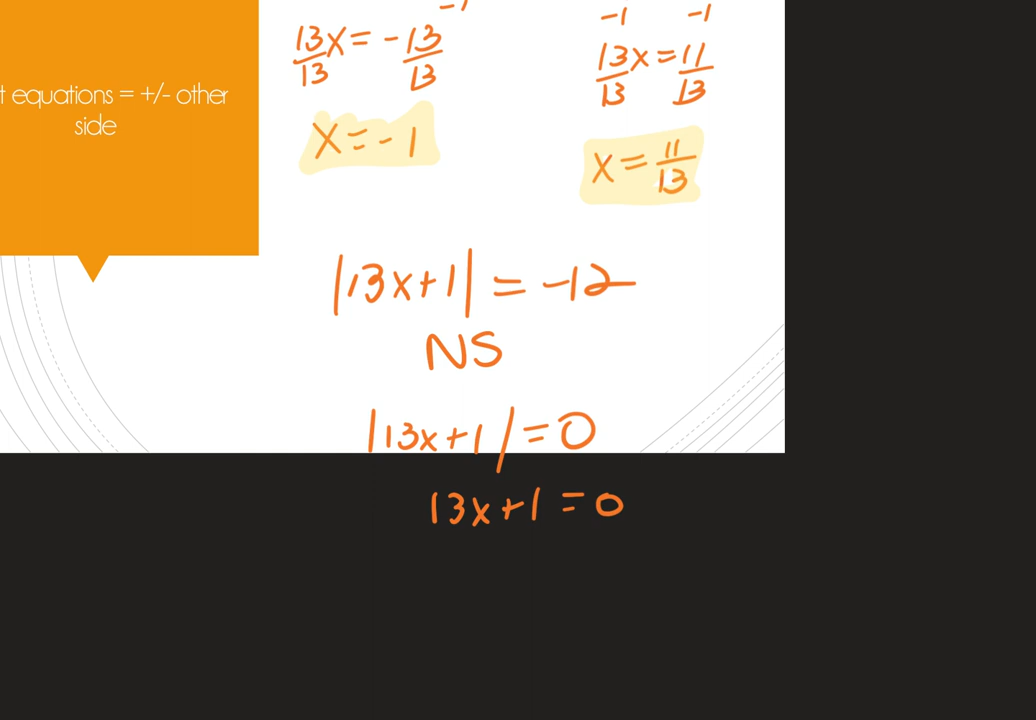 t equations = +/- other
side
-1
13x = -13
13 13
x = -1
-1 -1
13x = 11
13 13
x = 11/13
|13x+1| = -12
NS
|13x+1| = 0
13x+1 = 0